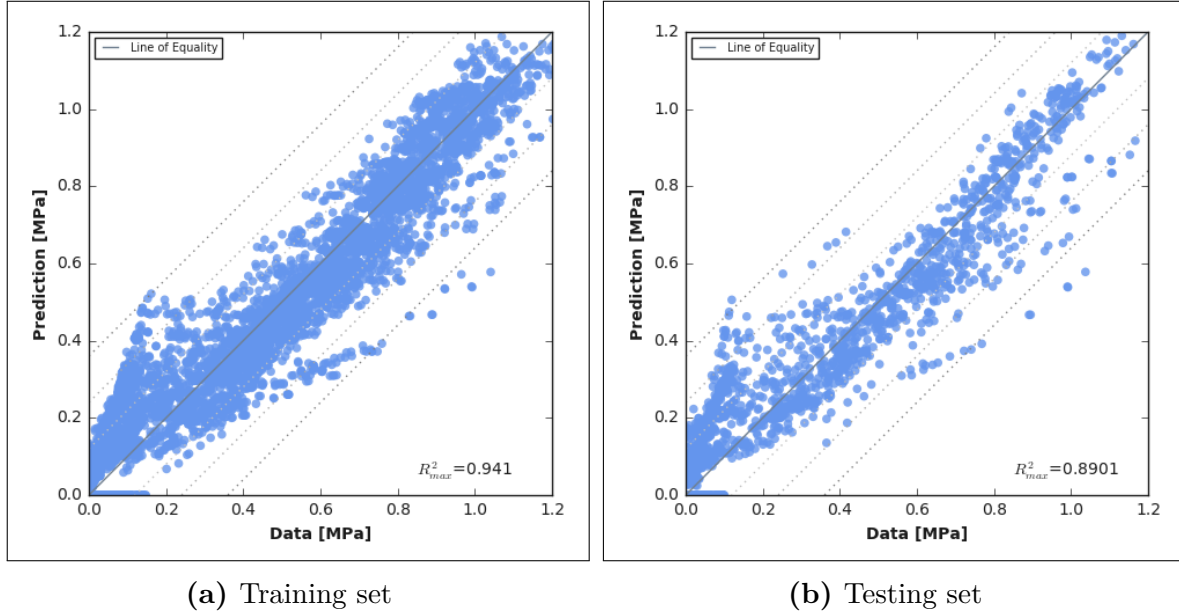 1.2
1.0
0.8
0.6
0.4
0.2
0.0
Prediction [MPa]
Line of Equality
R²max=0.941
0.0 0.2 0.4 0.6 0.8 1.0 1.2
Data [MPa]
(a) Training set
1.2
1.0
0.8
0.6
0.4
0.2
0.0
Prediction [MPa]
Line of Equality
R²max=0.8901
0.0 0.2 0.4 0.6 0.8 1.0 1.2
Data [MPa]
(b) Testing set